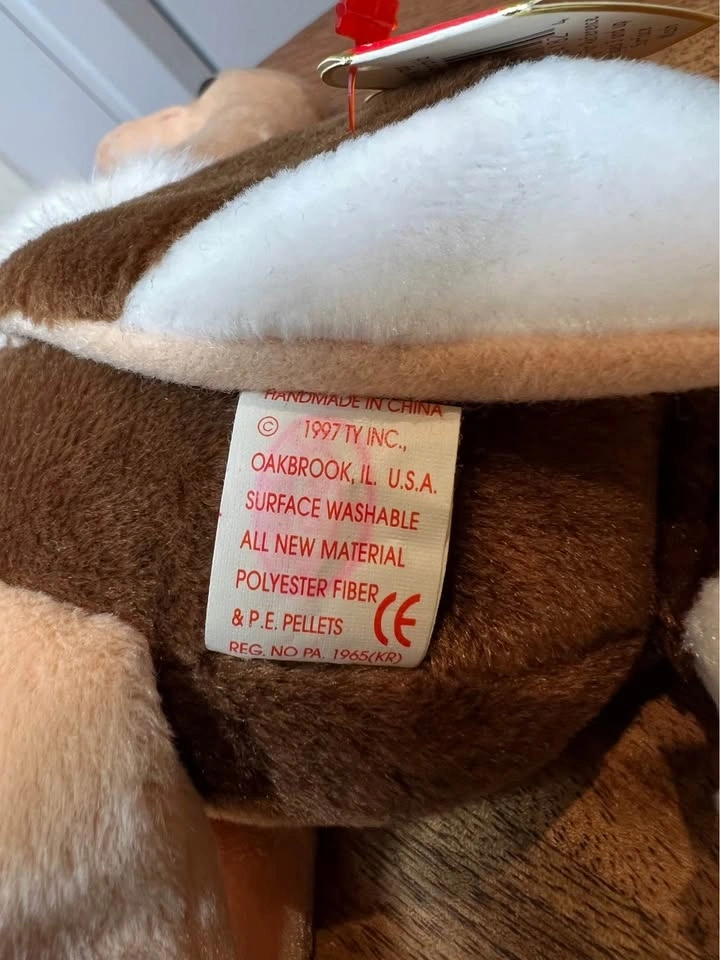 HANDMADE IN CHINA
© 1997 TY INC.,
OAKBROOK, IL. U.S.A.
SURFACE WASHABLE
ALL NEW MATERIAL
POLYESTER FIBER
& P.E. PELLETS CE
REG. NO PA. 1965(KR)